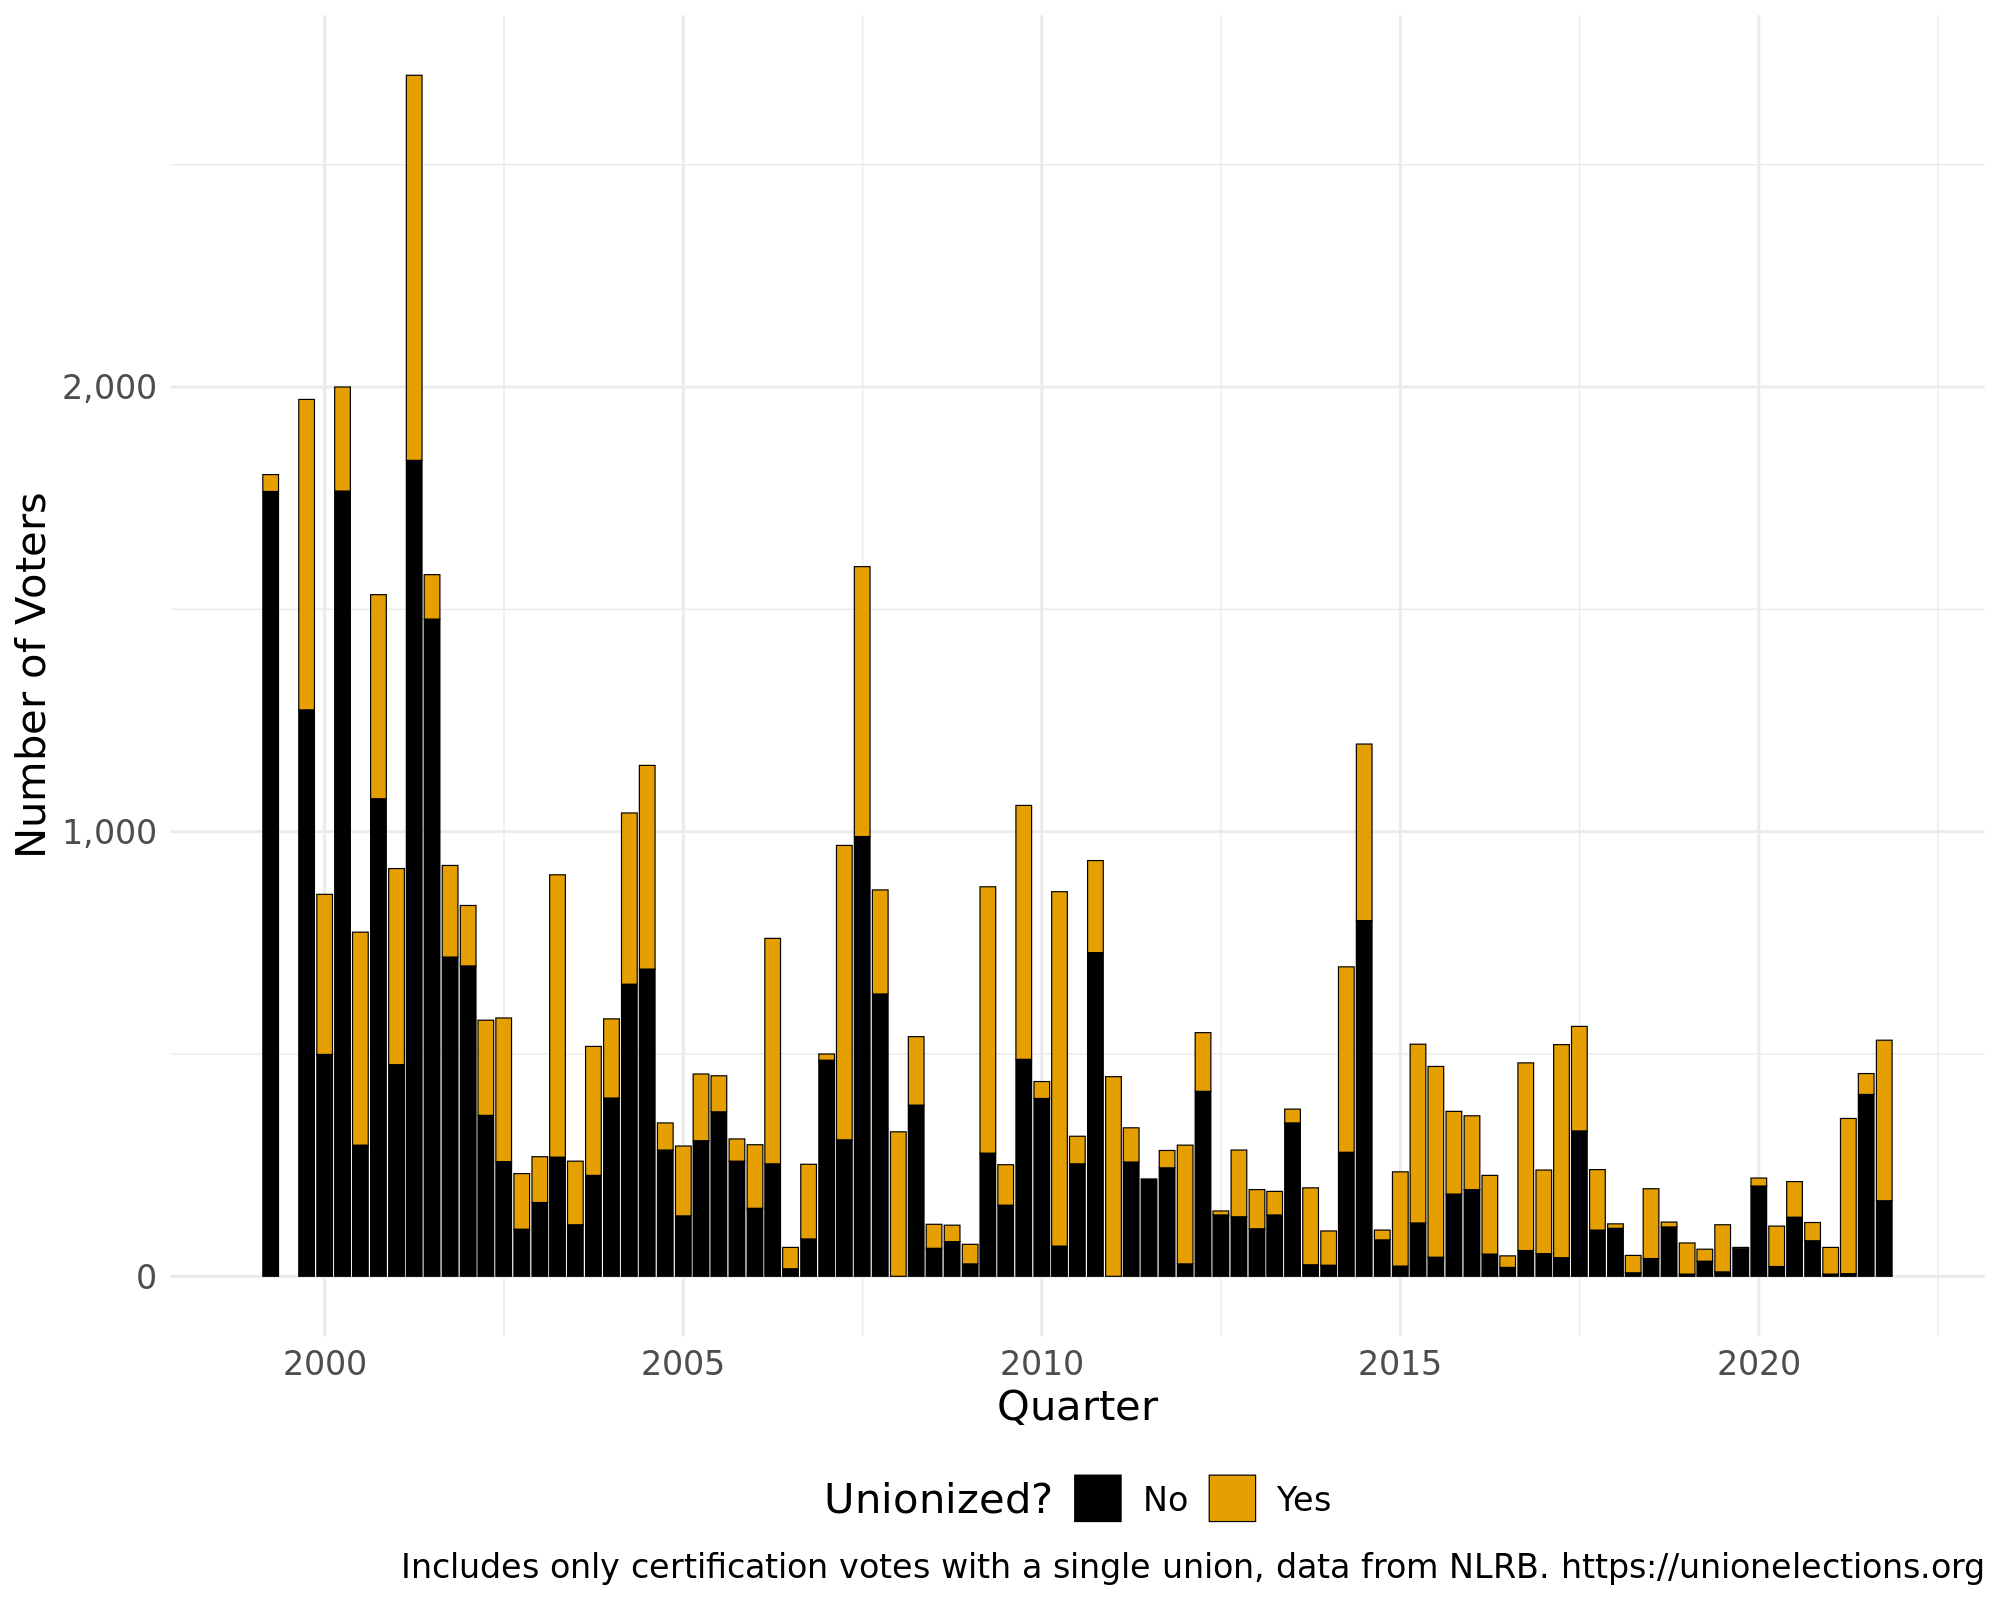 Number of Voters
2,000
1,000
0
2000 2005 2010 2015 2020
Quarter
Unionized? No Yes
Includes only certification votes with a single union, data from NLRB. https://unionelections.org